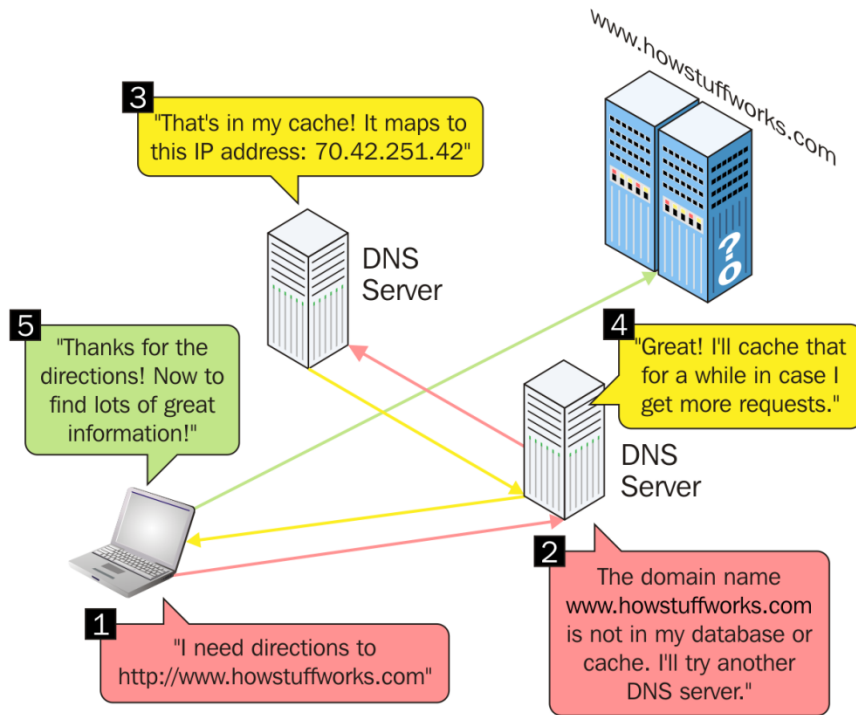 www.howstuffworks.com
3
"That's in my cache! It maps to
this IP address: 70.42.251.42"
DNS
Server
?
0
5
"Thanks for the
directions! Now to
find lots of great
information!"
4
"Great! I'll cache that
for a while in case I
get more requests."
DNS
Server
1
"I need directions to
http://www.howstuffworks.com"
2
The domain name
www.howstuffworks.com
is not in my database or
cache. I'll try another
DNS server."